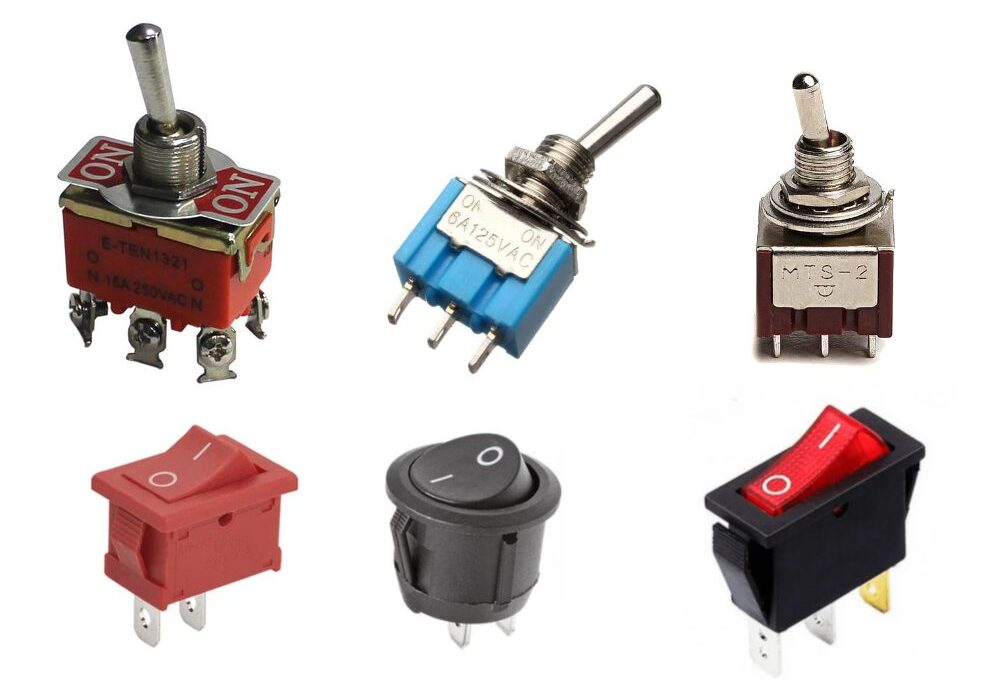 ON
ON
E-TEN1321
N 15A 250VAC N
ON
ON
6A125VAC
MTS-2